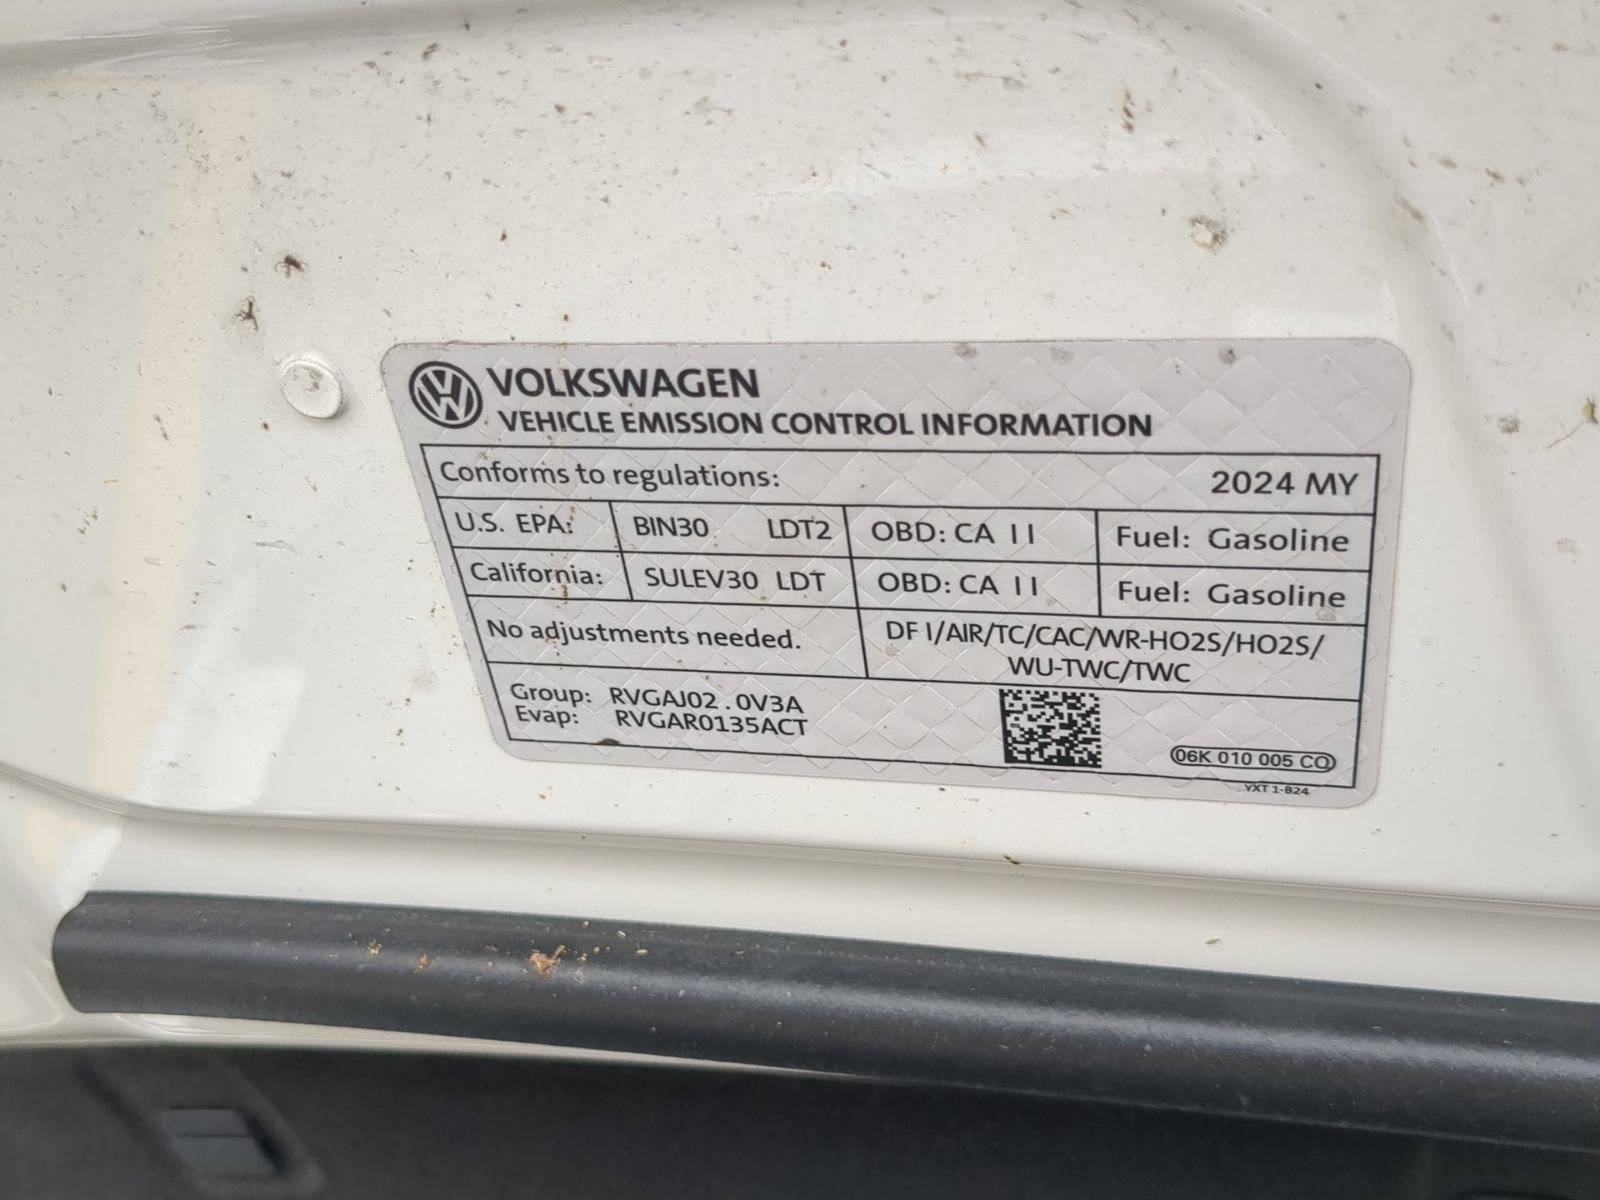 VOLKSWAGEN
VEHICLE EMISSION CONTROL INFORMATION
Conforms to regulations: 2024 MY
U.S. EPA: BIN30 LDT2 OBD: CA II Fuel: Gasoline
California: SULEV30 LDT OBD: CA II Fuel: Gasoline
No adjustments needed. DFI/AIR/TC/CAC/WR-HO2S/HO2S/
WU-TWC/TWC
Group: RVGAJ02.0V3A
Evap: RVGAR0135ACT
06K 010 005 CQ
YXT 1-B24